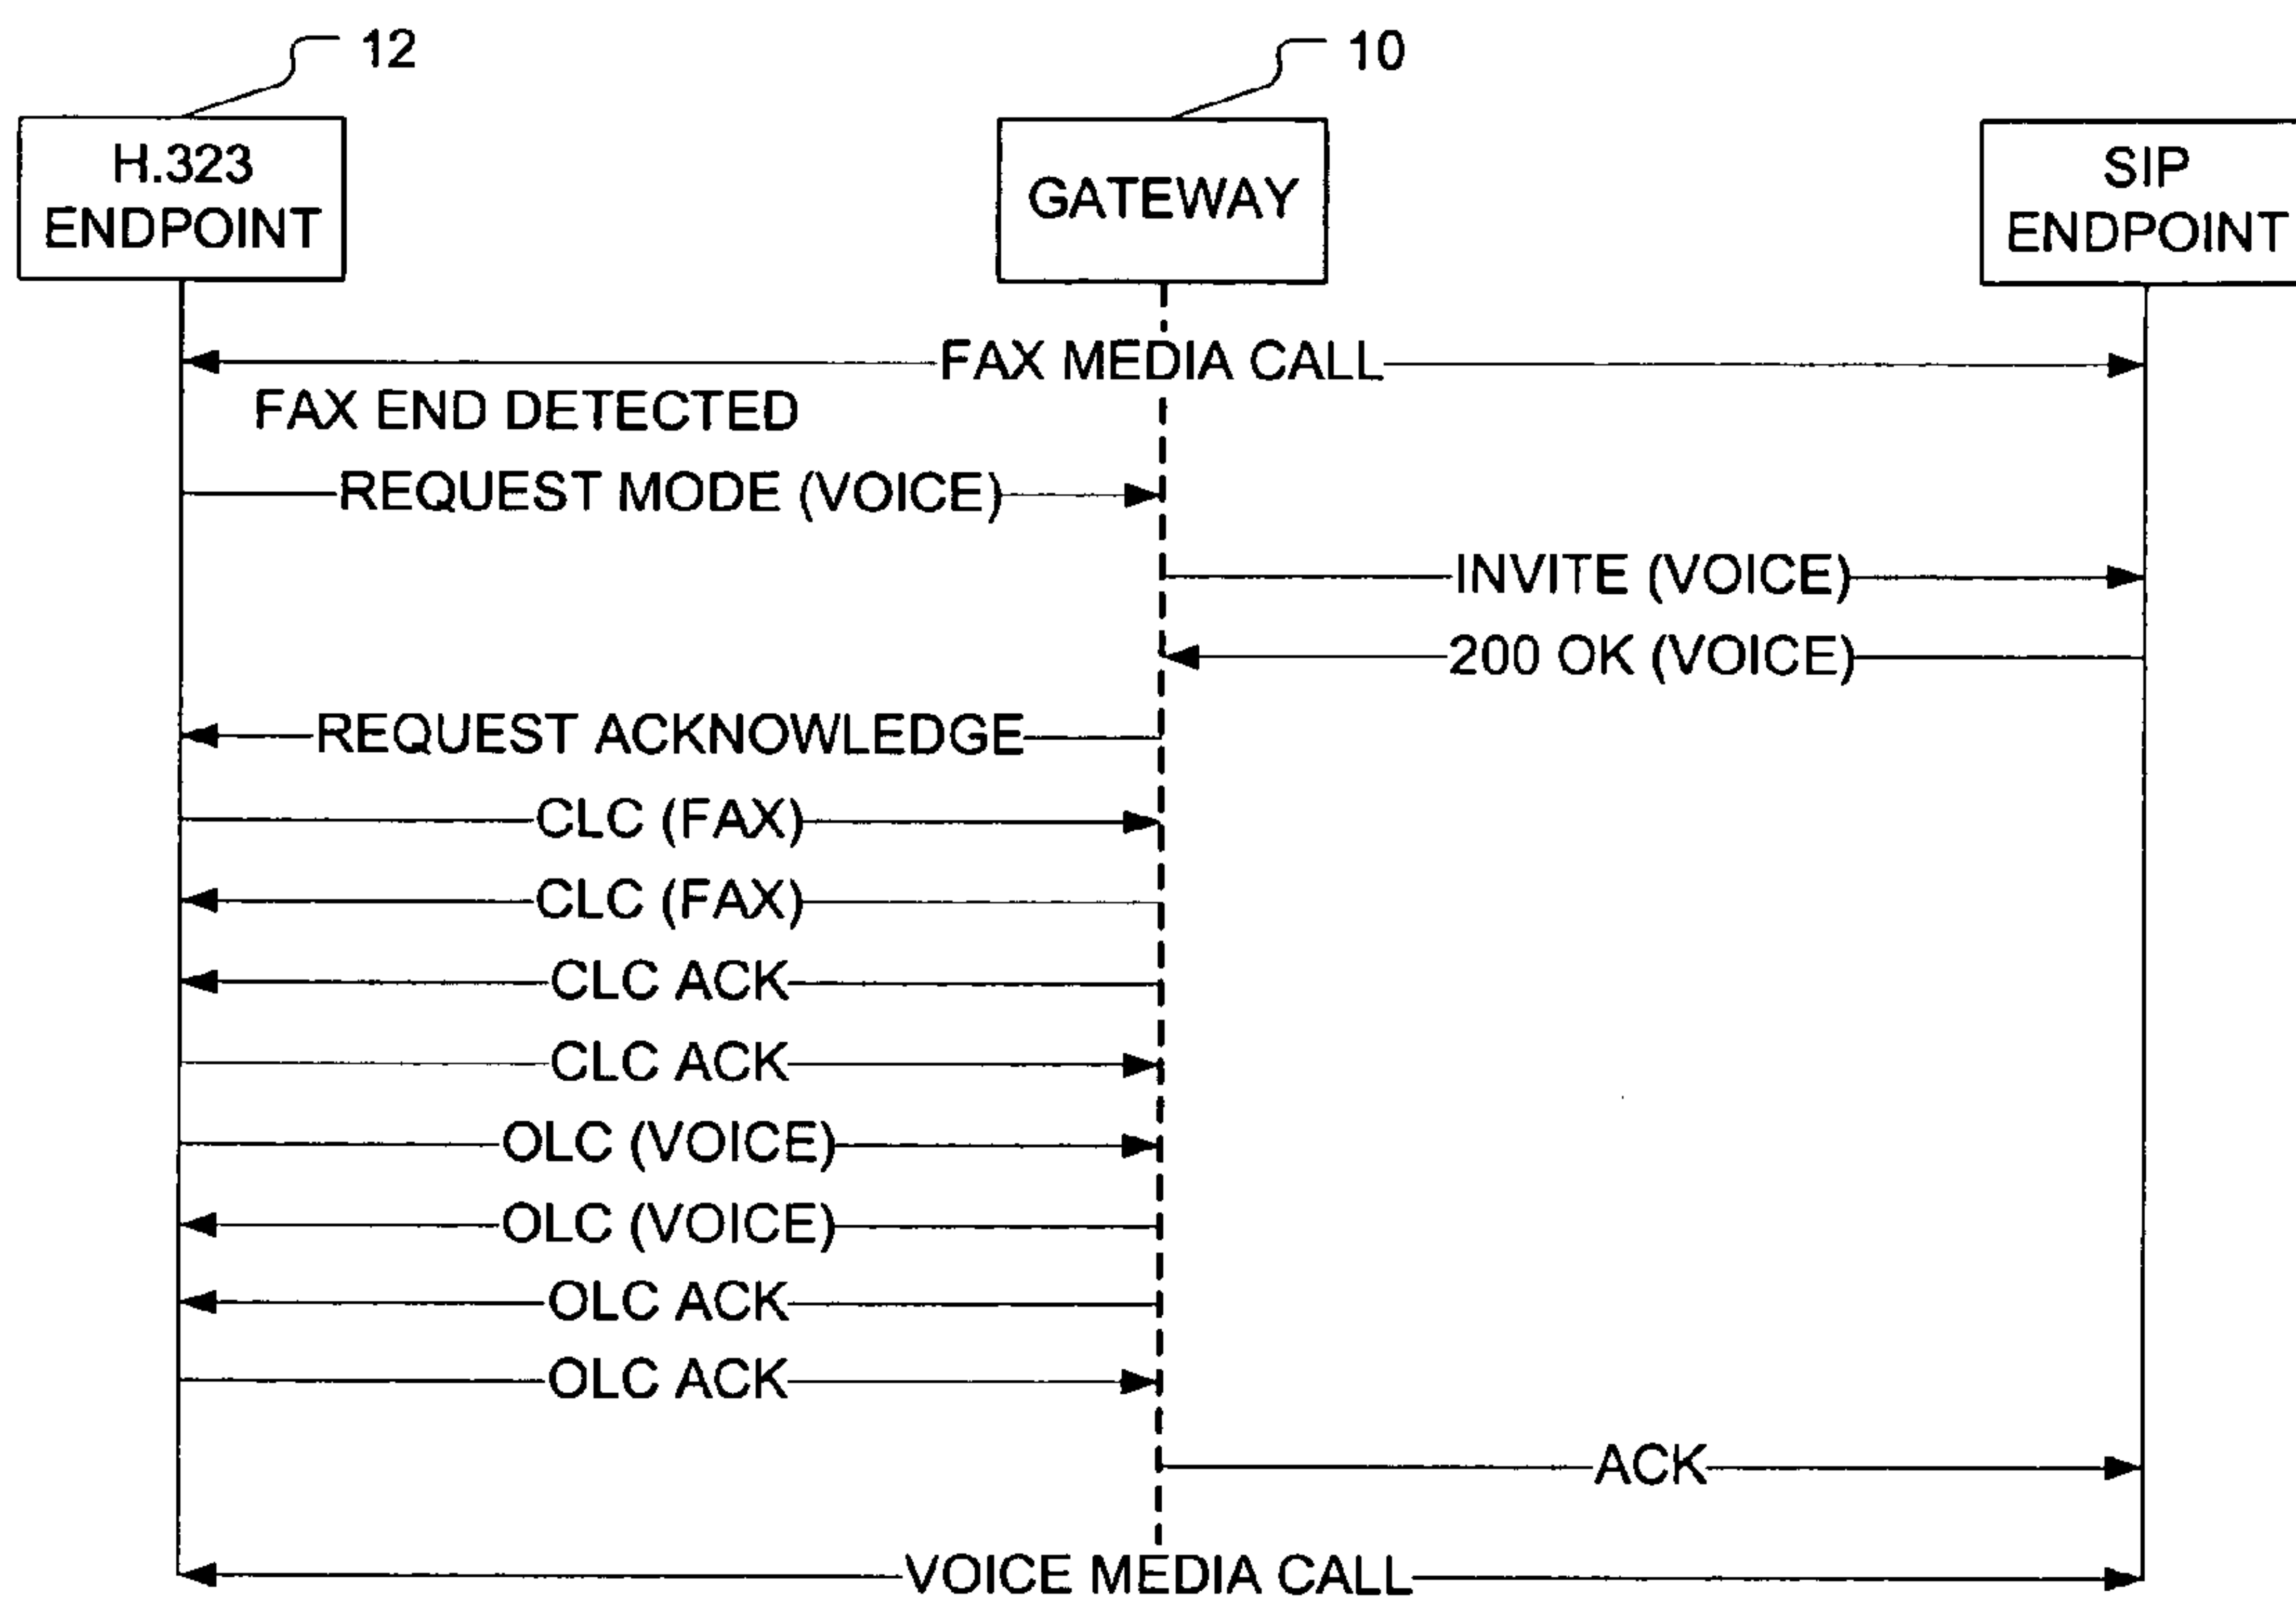 12
10
H.323
ENDPOINT
GATEWAY
SIP
ENDPOINT
FAX MEDIA CALL
FAX END DETECTED
REQUEST MODE (VOICE)
INVITE (VOICE)
200 OK (VOICE)
REQUEST ACKNOWLEDGE
CLC (FAX)
CLC (FAX)
CLC ACK
CLC ACK
OLC (VOICE)
OLC (VOICE)
OLC ACK
OLC ACK
ACK
VOICE MEDIA CALL